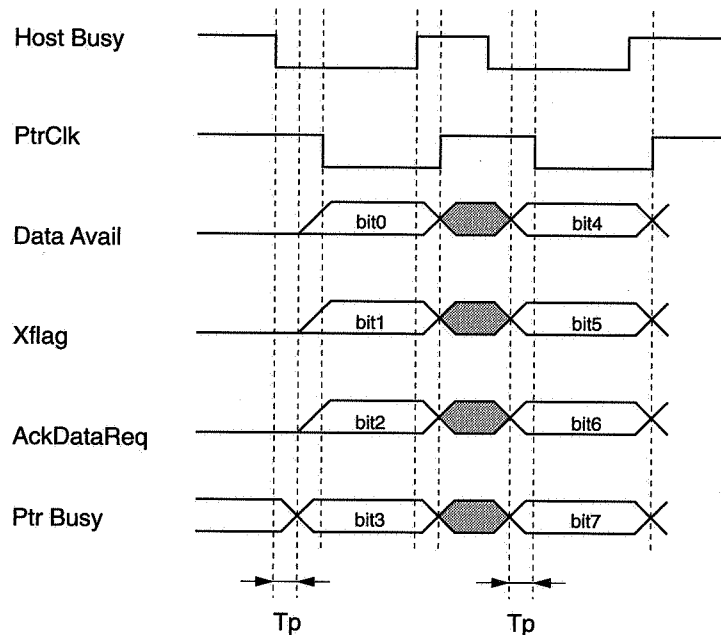 Host Busy
PtrClk
Data Avail bit0 bit4
Xflag bit1 bit5
AckDataReq bit2 bit6
Ptr Busy bit3 bit7
Tp Tp